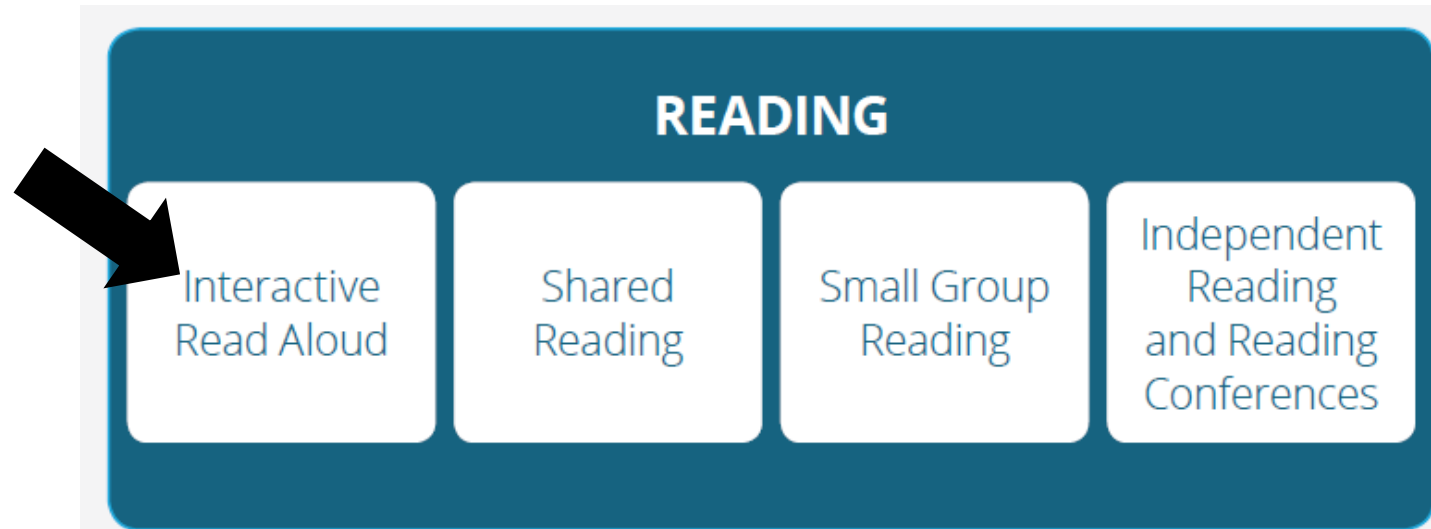 READING
Interactive
Read Aloud
Shared
Reading
Small Group
Reading
Independent
Reading
and Reading
Conferences